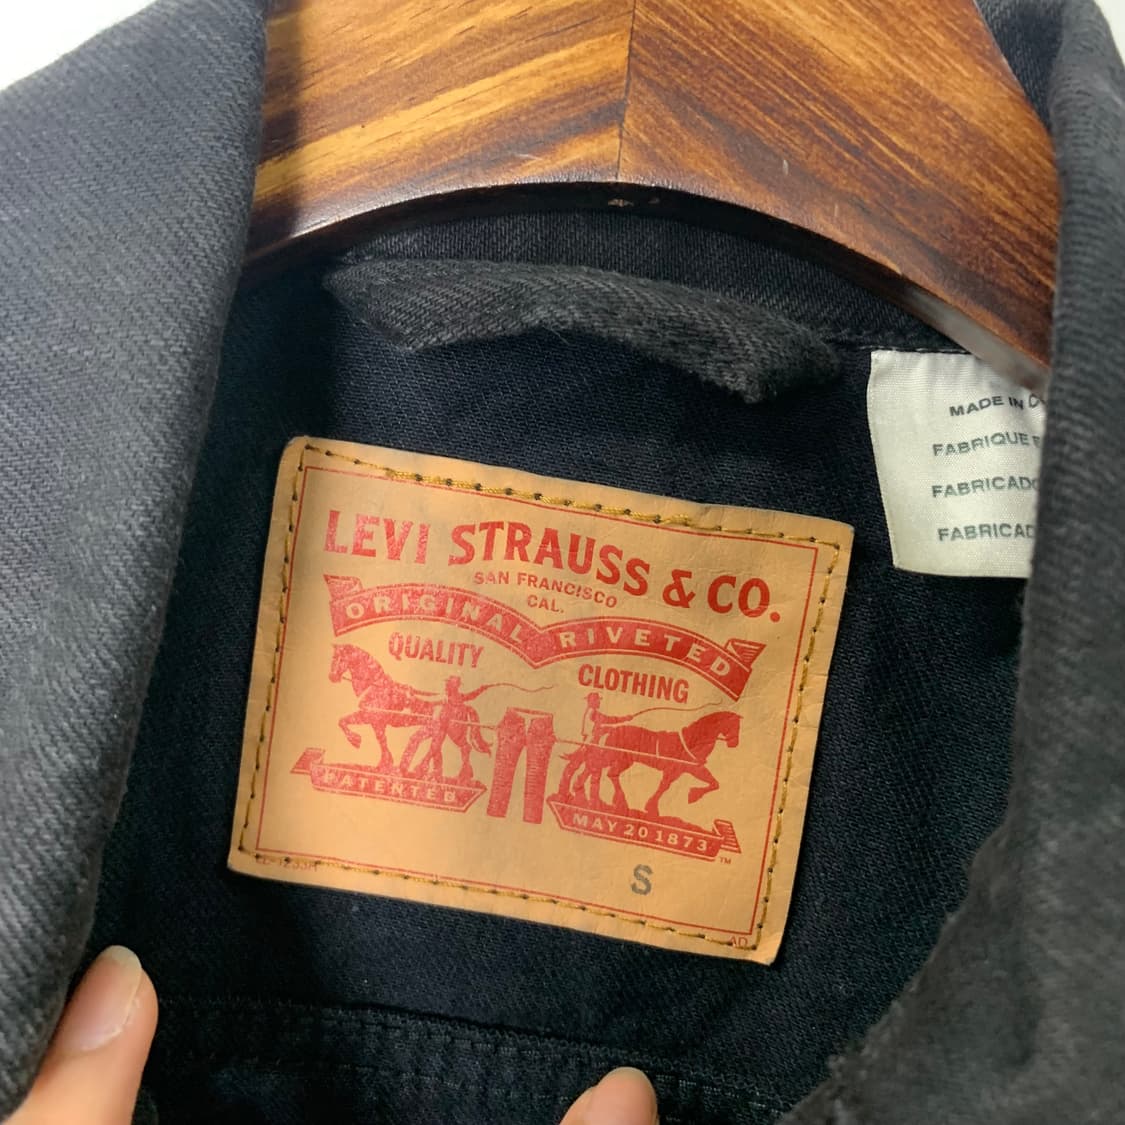 LEVI STRAUSS & CO.
SAN FRANCISCO
CAL.
ORIGINAL RIVETED
QUALITY
CLOTHING
PATENTED
MAY 20 1873
TM
S
AD
MADE IN
FABRIQUE
FABRICADO